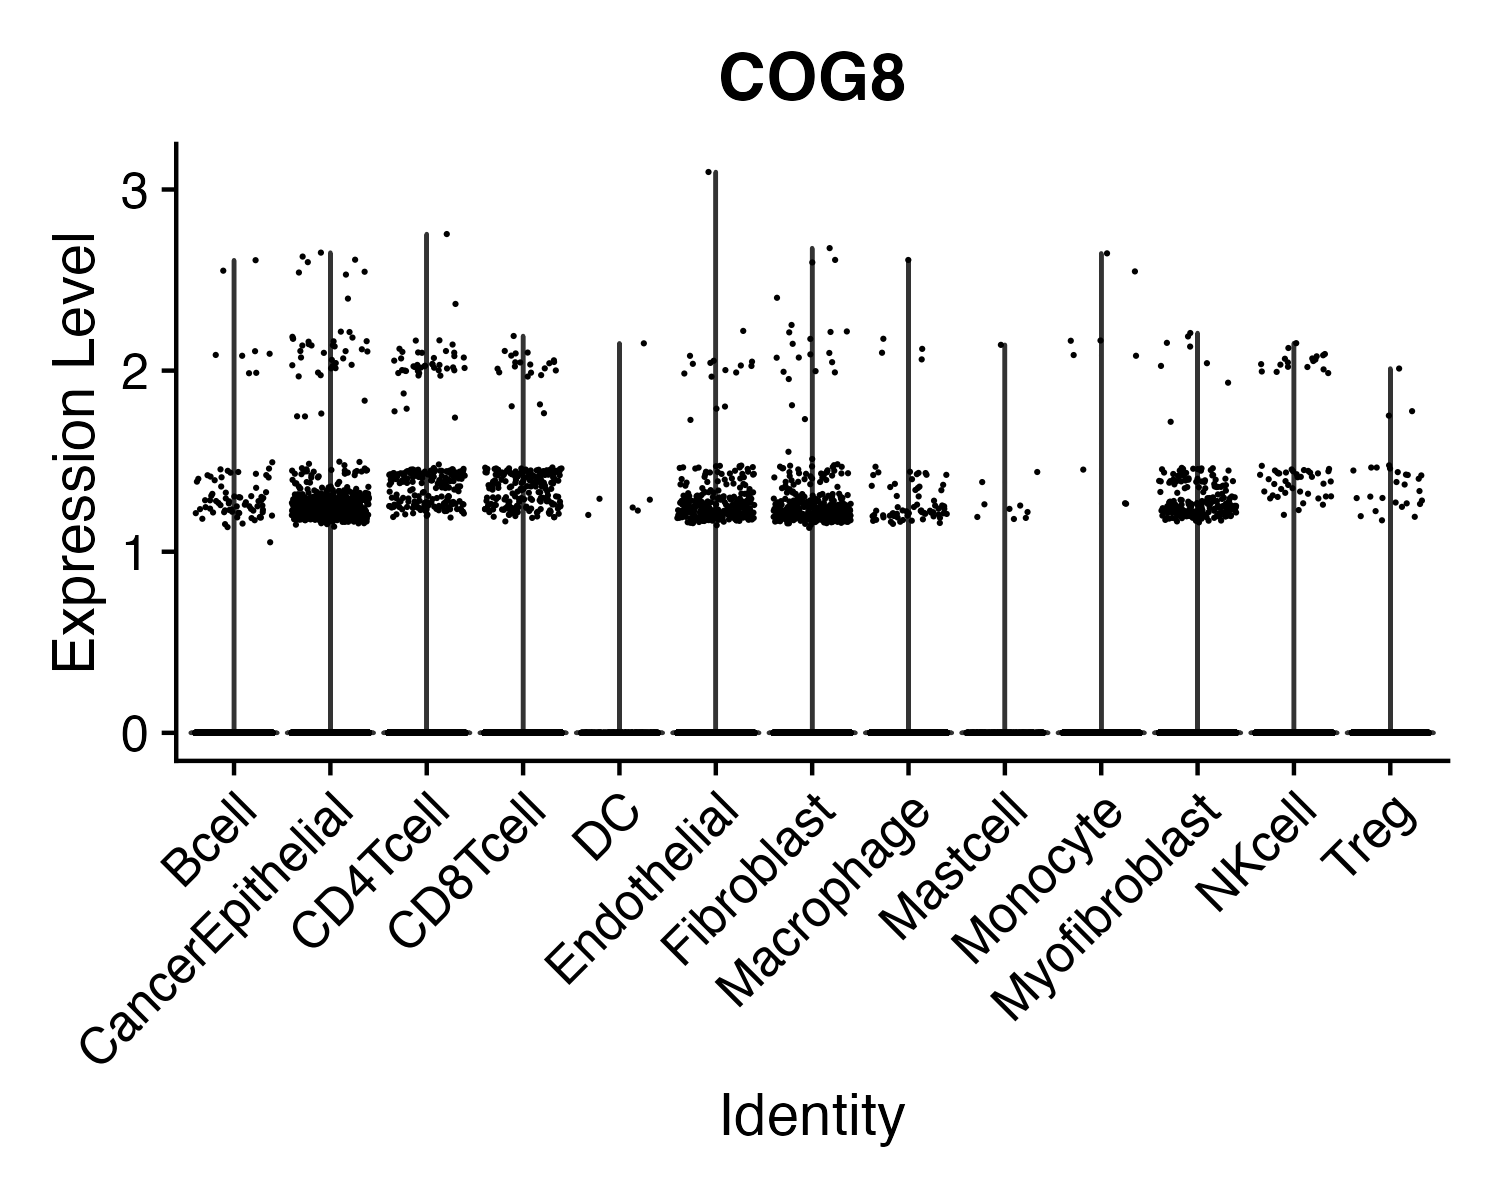 COG8
Expression Level
3
2
1
0
Bcell
CancerEpithelial
CD4Tcell
CD8Tcell
DC
Endothelial
Fibroblast
Macrophage
Mastcell
Monocyte
Myofibroblast
NKcell
Treg
Identity